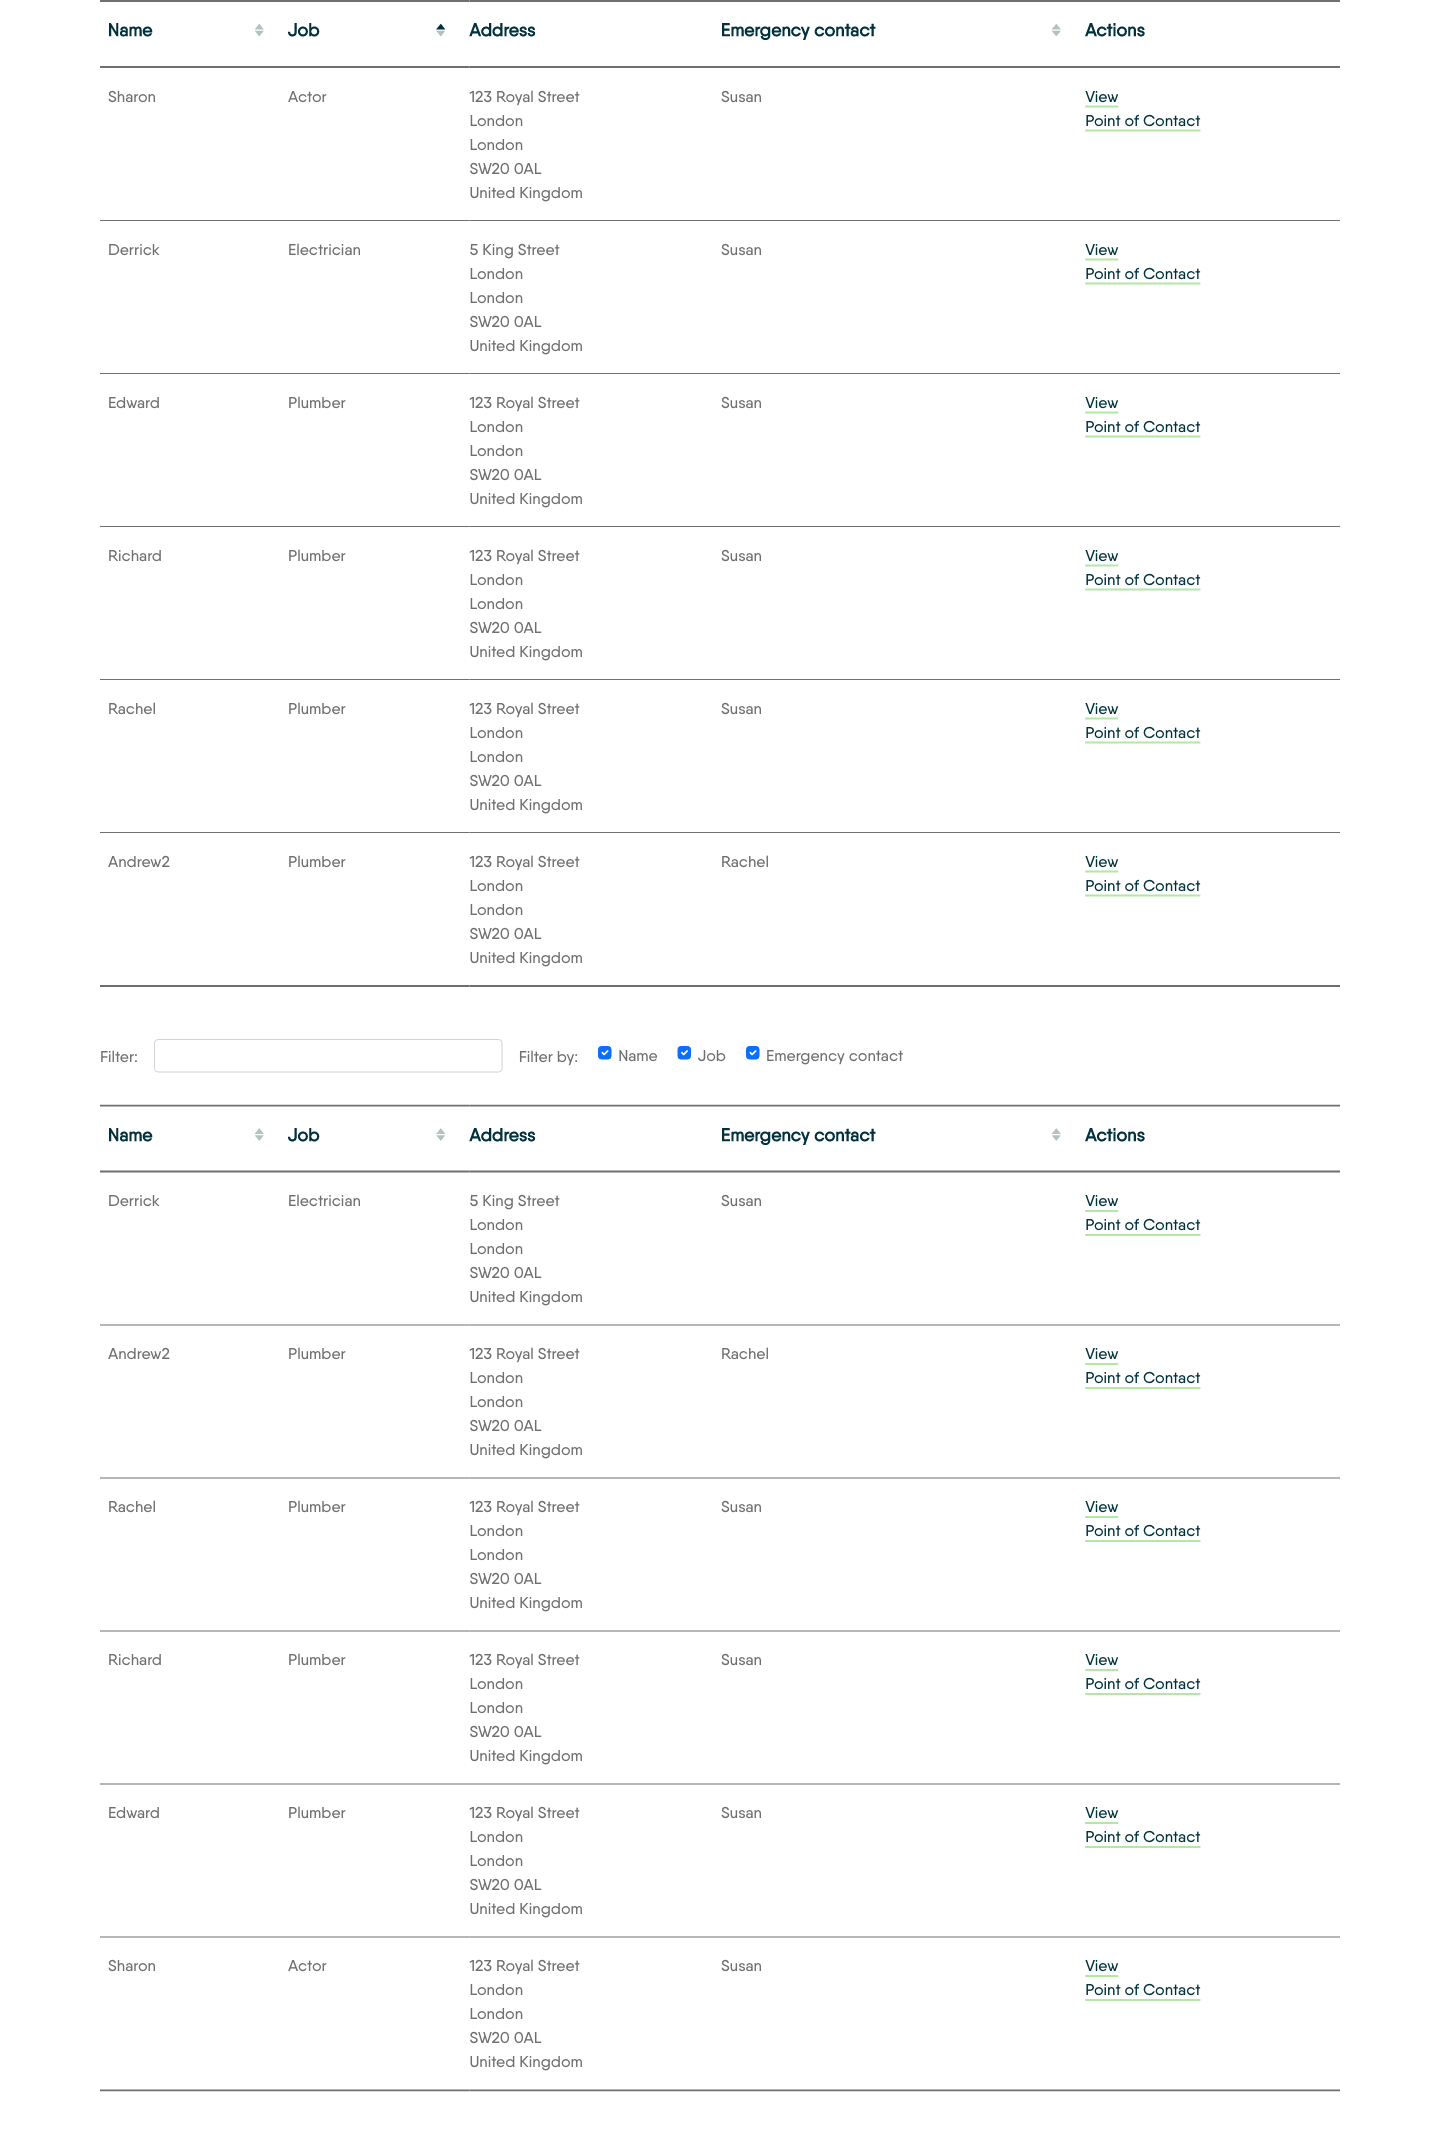 Name Job Address Emergency contact Actions
Sharon Actor 123 Royal Street Susan View
London Point of Contact
London
SW20 0AL
United Kingdom
Derrick Electrician 5 King Street Susan View
London Point of Contact
London
SW20 0AL
United Kingdom
Edward Plumber 123 Royal Street Susan View
London Point of Contact
London
SW20 0AL
United Kingdom
Richard Plumber 123 Royal Street Susan View
London Point of Contact
London
SW20 0AL
United Kingdom
Rachel Plumber 123 Royal Street Susan View
London Point of Contact
London
SW20 0AL
United Kingdom
Andrew2 Plumber 123 Royal Street Rachel View
London Point of Contact
London
SW20 0AL
United Kingdom
Filter: Filter by: Name Job Emergency contact
Name Job Address Emergency contact Actions
Derrick Electrician 5 King Street Susan View
London Point of Contact
London
SW20 0AL
United Kingdom
Andrew2 Plumber 123 Royal Street Rachel View
London Point of Contact
London
SW20 0AL
United Kingdom
Rachel Plumber 123 Royal Street Susan View
London Point of Contact
London
SW20 0AL
United Kingdom
Richard Plumber 123 Royal Street Susan View
London Point of Contact
London
SW20 0AL
United Kingdom
Edward Plumber 123 Royal Street Susan View
London Point of Contact
London
SW20 0AL
United Kingdom
Sharon Actor 123 Royal Street Susan View
London Point of Contact
London
SW20 0AL
United Kingdom